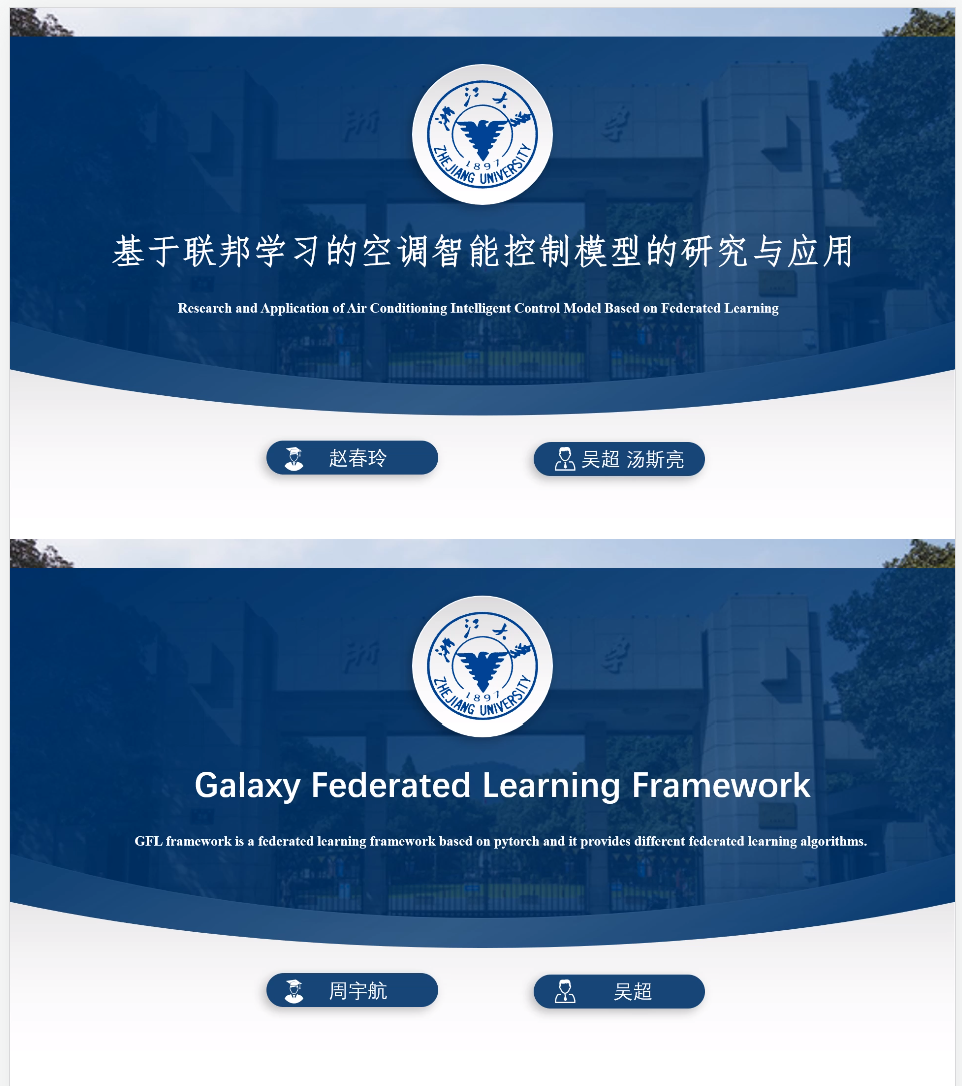 浙江大学
ZHEJIANG UNIVERSITY
1897
基于联邦学习的空调智能控制模型的研究与应用
Research and Application of Air Conditioning Intelligent Control Model Based on Federated Learning
赵春玲
吴超 汤斯亮
浙江大学
ZHEJIANG UNIVERSITY
1897
Galaxy Federated Learning Framework
GFL framework is a federated learning framework based on pytorch and it provides different federated learning algorithms.
周宇航
吴超